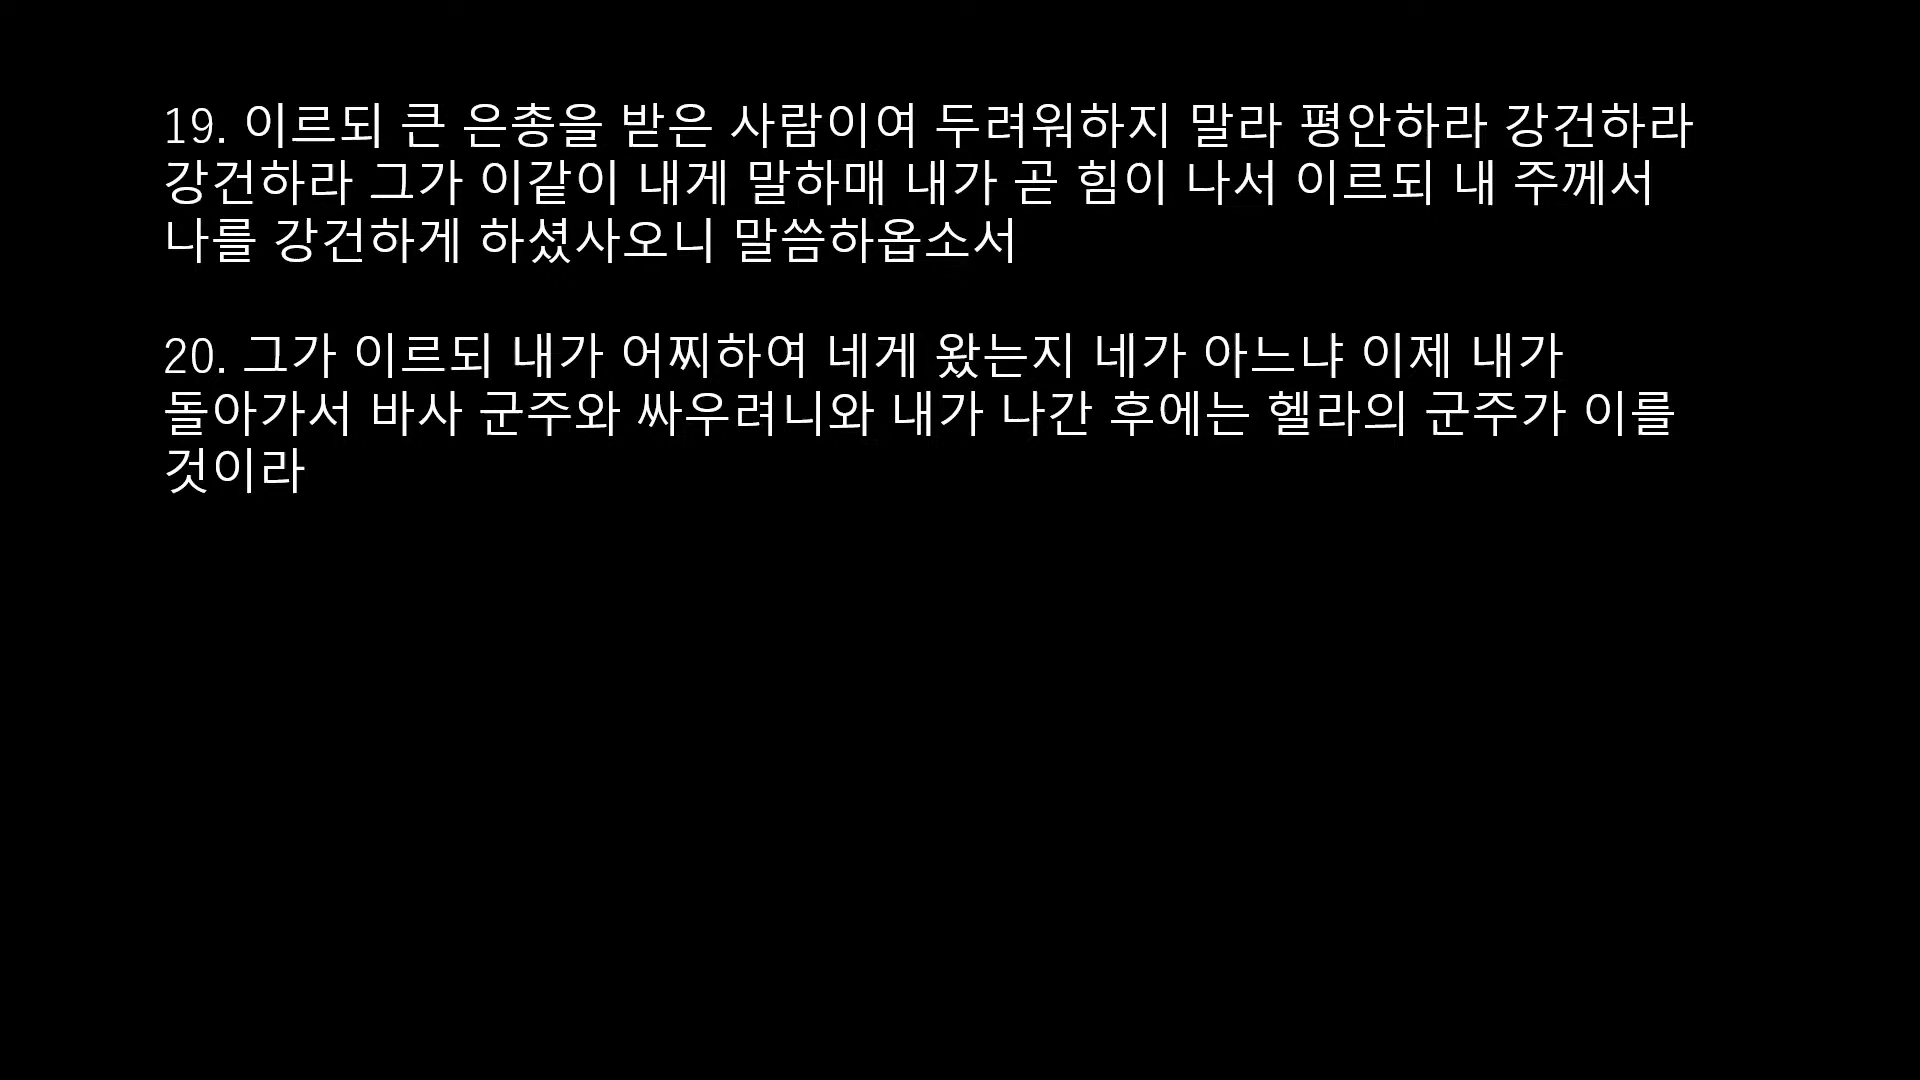 19. 이르되 큰 은총을 받은 사람이여 두려워하지 말라 평안하라 강건하라
강건하라 그가 이같이 내게 말하매 내가 곧 힘이 나서 이르되 내 주께서
나를 강건하게 하셨사오니 말씀하옵소서
20. 그가 이르되 내가 어찌하여 네게 왔는지 네가 아느냐 이제 내가
돌아가서 바사 군주와 싸우려니와 내가 나간 후에는 헬라의 군주가 이를
것이라